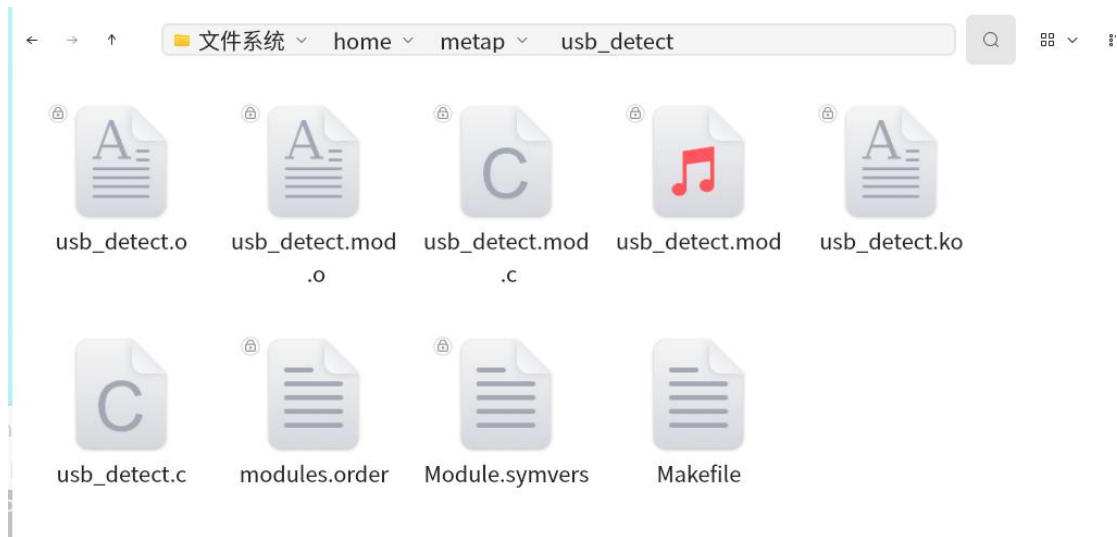 文件系统 home metap usb_detect
usb_detect.o usb_detect.mod usb_detect.mod usb_detect.mod usb_detect.ko
.o .c
usb_detect.c modules.order Module.symvers Makefile